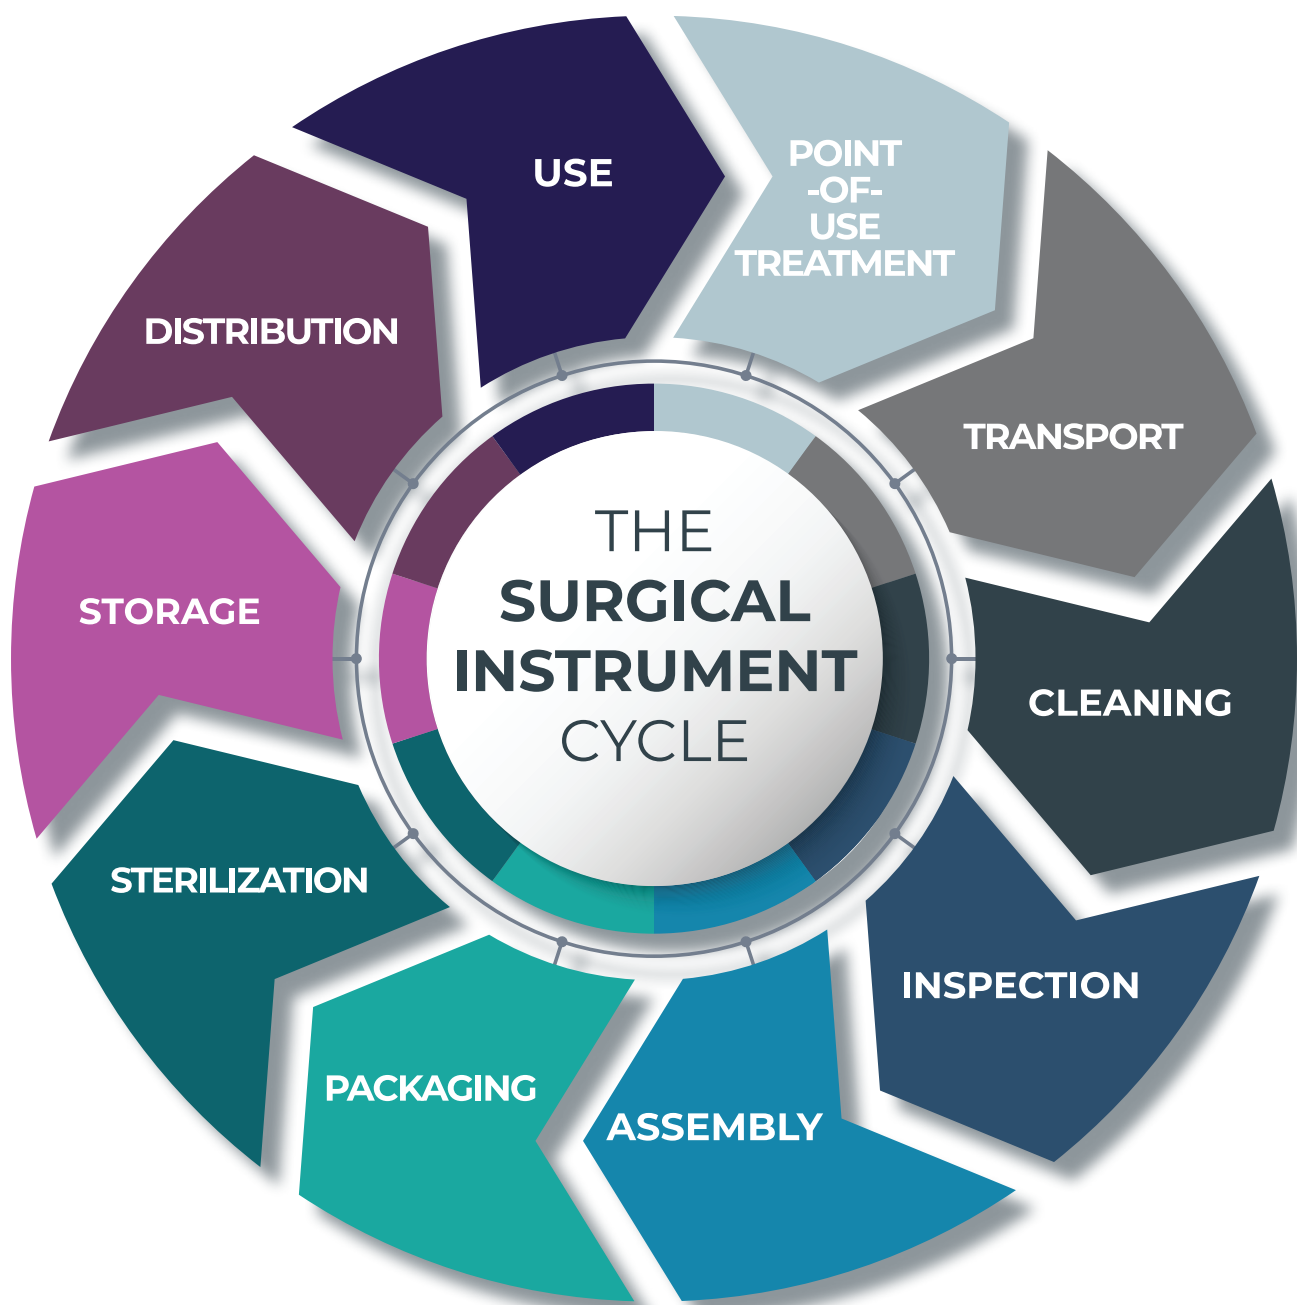 THE
SURGICAL
INSTRUMENT
CYCLE
USE
POINT
-OF-
USE
TREATMENT
TRANSPORT
CLEANING
INSPECTION
ASSEMBLY
PACKAGING
STERILIZATION
STORAGE
DISTRIBUTION